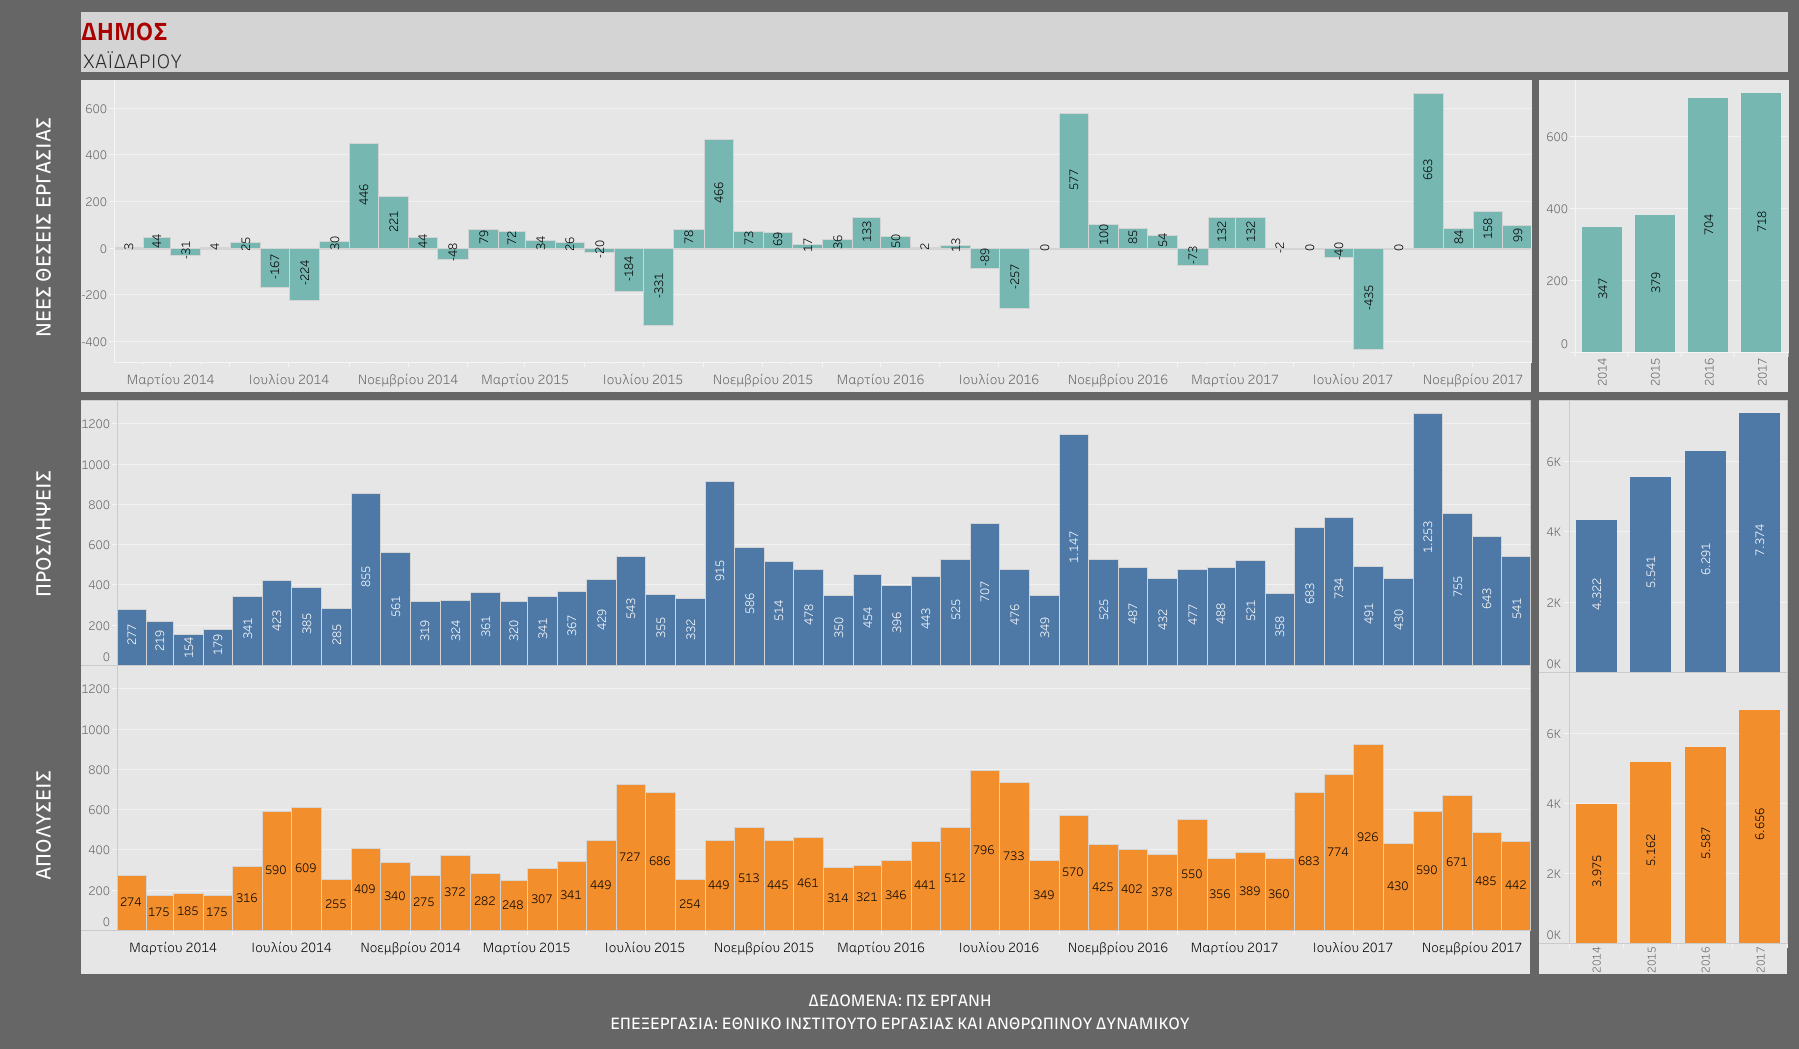 ΔΗΜΟΣ
ΧΑΪΔΑΡΙΟΥ
ΝΕΕΣ ΘΕΣΕΙΣ ΕΡΓΑΣΙΑΣ
600
400
200
0
-200
-400
3 44 -31 4 25 -167 -224 30 446 221 44 -48 79 72 34 26 -20 -184 -331 78 466 73 69 17 36 133 50 2 13 -89 -257 0 577 100 85 54 -73 132 132 -2 0 -40 -435 0 663 84 158 99
Μαρτίου 2014 Ιουλίου 2014 Νοεμβρίου 2014 Μαρτίου 2015 Ιουλίου 2015 Νοεμβρίου 2015 Μαρτίου 2016 Ιουλίου 2016 Νοεμβρίου 2016 Μαρτίου 2017 Ιουλίου 2017 Νοεμβρίου 2017
600
400
200
0
347 379 704 718
2014 2015 2016 2017
ΠΡΟΣΛΗΨΕΙΣ
1200
1000
800
600
400
200
0
277 219 154 179 341 423 385 285 855 561 319 324 361 320 341 367 429 543 355 332 915 586 514 478 350 454 396 443 525 707 476 349 1.147 525 487 432 477 488 521 358 683 734 491 430 1.253 755 643 541
6K
4K
2K
0K
4.322 5.541 6.291 7.374
ΑΠΟΛΥΣΕΙΣ
1200
1000
800
600
400
200
0
274 175 185 175 316 590 609 255 409 340 275 372 282 248 307 341 449 727 686 254 449 513 445 461 314 321 346 441 512 796 733 349 570 425 402 378 550 356 389 360 683 774 926 430 590 671 485 442
Μαρτίου 2014 Ιουλίου 2014 Νοεμβρίου 2014 Μαρτίου 2015 Ιουλίου 2015 Νοεμβρίου 2015 Μαρτίου 2016 Ιουλίου 2016 Νοεμβρίου 2016 Μαρτίου 2017 Ιουλίου 2017 Νοεμβρίου 2017
6K
4K
2K
0K
3.975 5.162 5.587 6.656
2014 2015 2016 2017
ΔΕΔΟΜΕΝΑ: ΠΣ ΕΡΓΑΝΗ
ΕΠΕΞΕΡΓΑΣΙΑ: ΕΘΝΙΚΟ ΙΝΣΤΙΤΟΥΤΟ ΕΡΓΑΣΙΑΣ ΚΑΙ ΑΝΘΡΩΠΙΝΟΥ ΔΥΝΑΜΙΚΟΥ